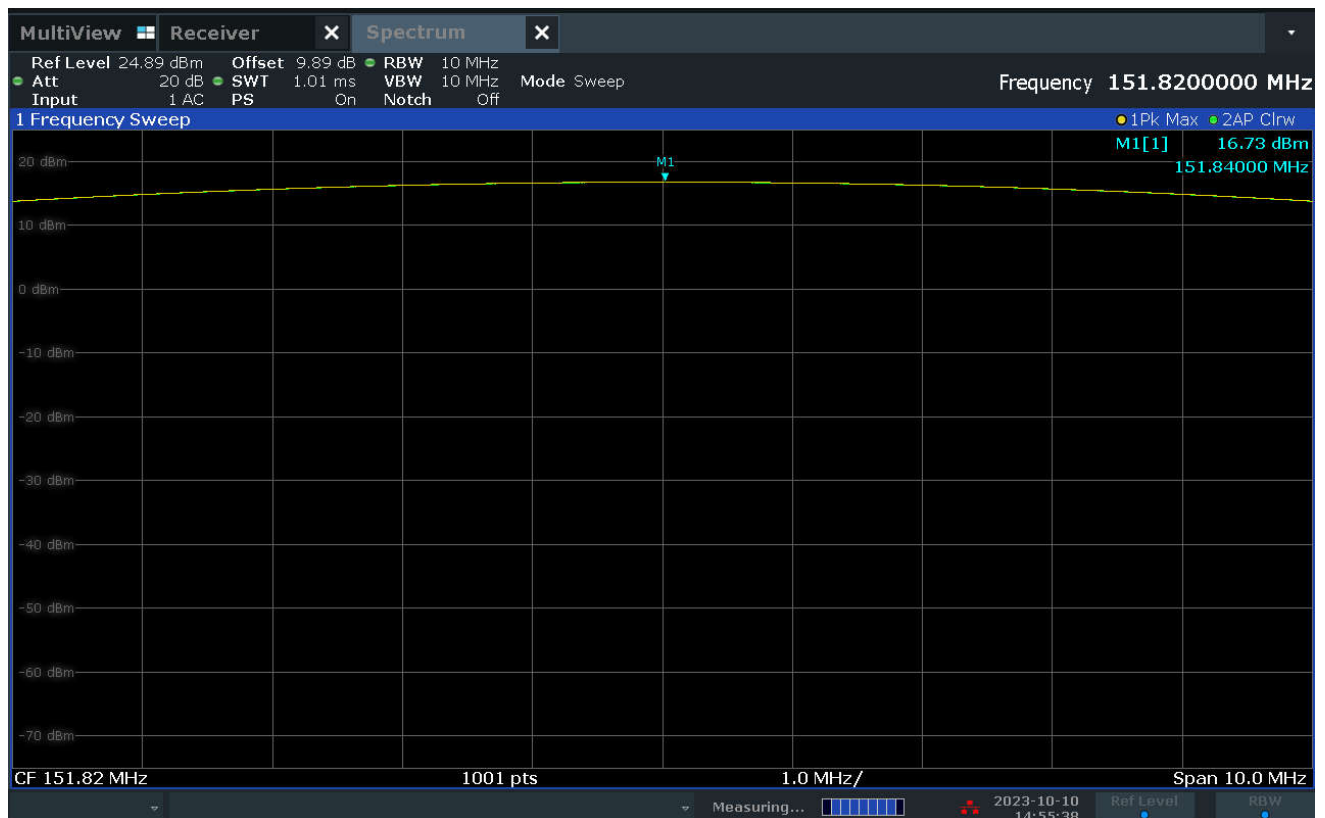 MultiView Receiver Spectrum
Ref Level 24.89 dBm Offset 9.89 dB RBW 10 MHz
Att 20 dB SWT 1.01 ms VBW 10 MHz Mode Sweep
Input 1 AC PS On Notch Off
Frequency 151.8200000 MHz
1 Frequency Sweep 1Pk Max 2AP Clrw
M1[1] 16.73 dBm
151.84000 MHz
M1
20 dBm
10 dBm
0 dBm
-10 dBm
-20 dBm
-30 dBm
-40 dBm
-50 dBm
-60 dBm
-70 dBm
CF 151.82 MHz 1001 pts 1.0 MHz/ Span 10.0 MHz
Measuring... 2023-10-10 Ref Level RBW
14:55:38